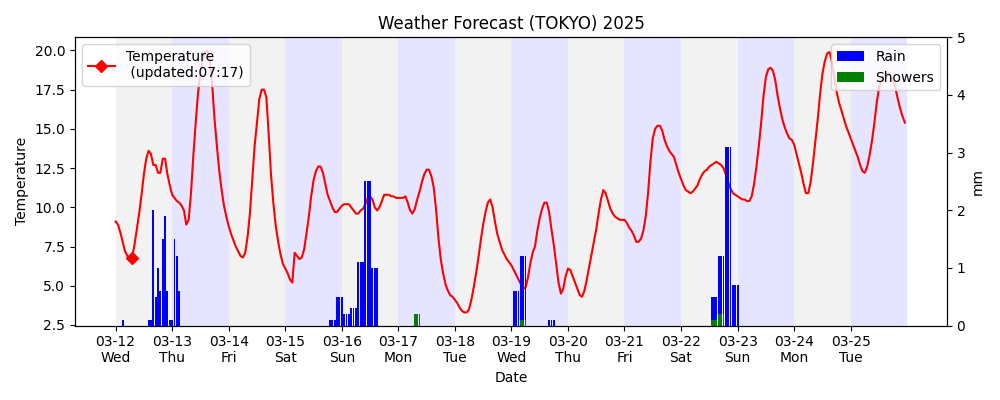 Weather Forecast (TOKYO) 2025
Temperature
(updated:07:17)
Rain
Showers
20.0
17.5
15.0
12.5
10.0
7.5
5.0
2.5
Temperature
5
4
3
2
1
0
mm
03-12 03-13 03-14 03-15 03-16 03-17 03-18 03-19 03-20 03-21 03-22 03-23 03-24 03-25
Wed Thu Fri Sat Sun Mon Tue Wed Thu Fri Sat Sun Mon Tue
Date